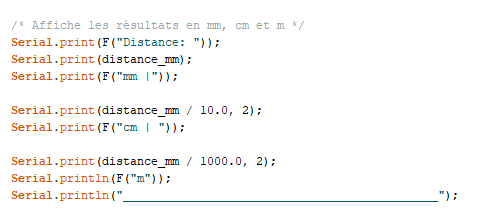 /* Affiche les résultats en mm, cm et m */
Serial.print(F("Distance: "));
Serial.print(distance_mm);
Serial.print(F("mm |"));
Serial.print(distance_mm / 10.0, 2);
Serial.print(F("cm | "));
Serial.print(distance_mm / 1000.0, 2);
Serial.println(F("m"));
Serial.println("_____________________________________________");